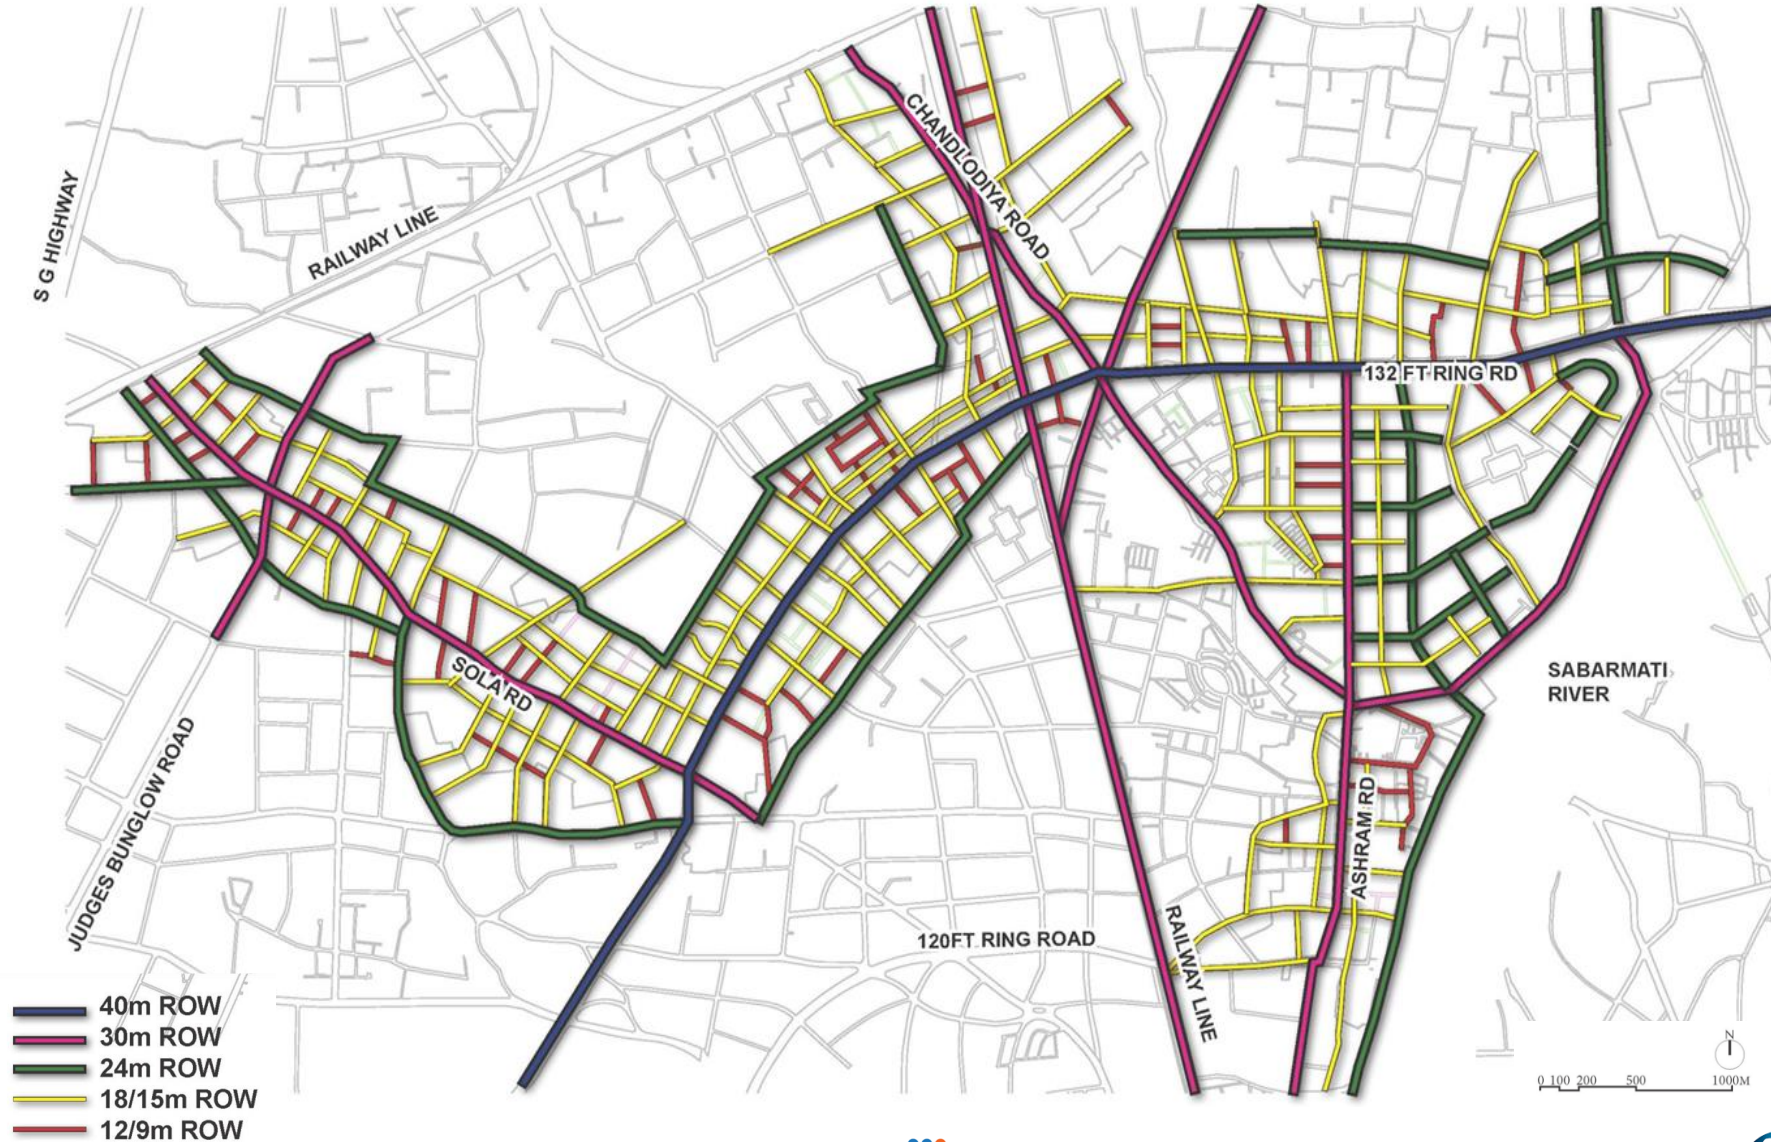 CHANDLODIYA ROAD
S G HIGHWAY
RAILWAY LINE
132 FT RING RD
SOLA RD
SABARMATI
RIVER
JUDGES BUNGLOW ROAD
ASHRAM RD
120FT RING ROAD
RAILWAY LINE
40m ROW
30m ROW
24m ROW
18/15m ROW
12/9m ROW
N
0 100 200 500 1000M